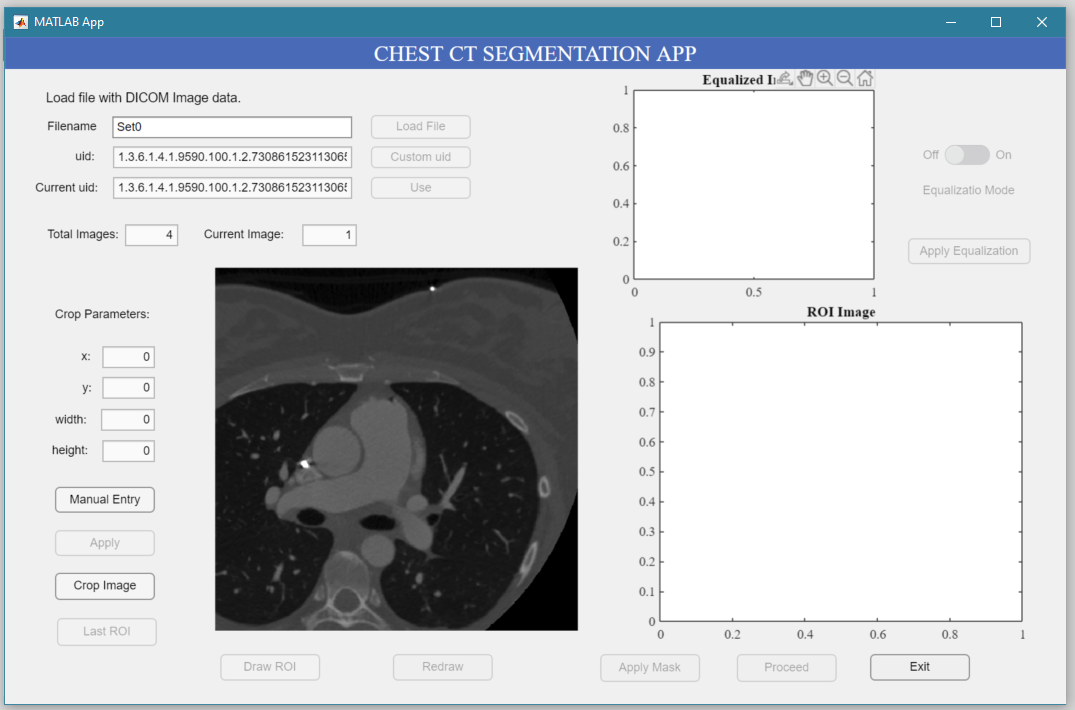 MATLAB App
CHEST CT SEGMENTATION APP
Load file with DICOM Image data.
Filename Set0 Load File
uid: 1.3.6.1.4.1.9590.100.1.2.7308615231130 Custom uid
Current uid: 1.3.6.1.4.1.9590.100.1.2.7308615231130 Use
Total Images: 4 Current Image: 1
Crop Parameters:
x: 0
y: 0
width: 0
height: 0
Manual Entry
Apply
Crop Image
Last ROI
Draw ROI Redraw
Equalized
1
0.8
0.6
0.4
0.2
0
0 0.5 1
Off On
Equalizatio Mode
Apply Equalization
ROI Image
1
0.9
0.8
0.7
0.6
0.5
0.4
0.3
0.2
0.1
0
0 0.2 0.4 0.6 0.8 1
Apply Mask Proceed Exit